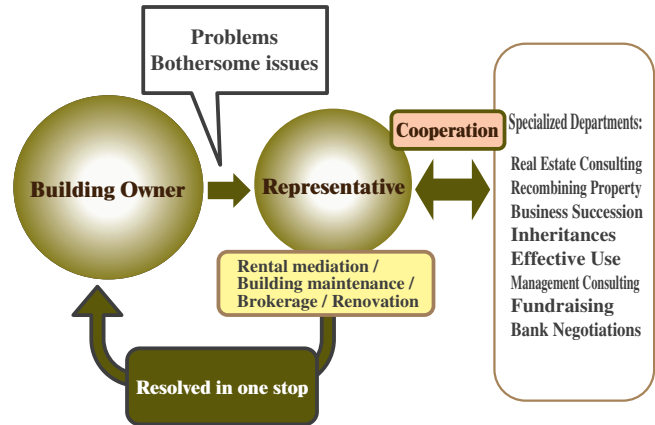 Problems
Bothersome issues
Building Owner
Representative
Cooperation
Rental mediation /
Building maintenance /
Brokerage / Renovation
Resolved in one stop
Specialized Departments:
Real Estate Consulting
Recombining Property
Business Succession
Inheritances
Effective Use
Management Consulting
Fundraising
Bank Negotiations